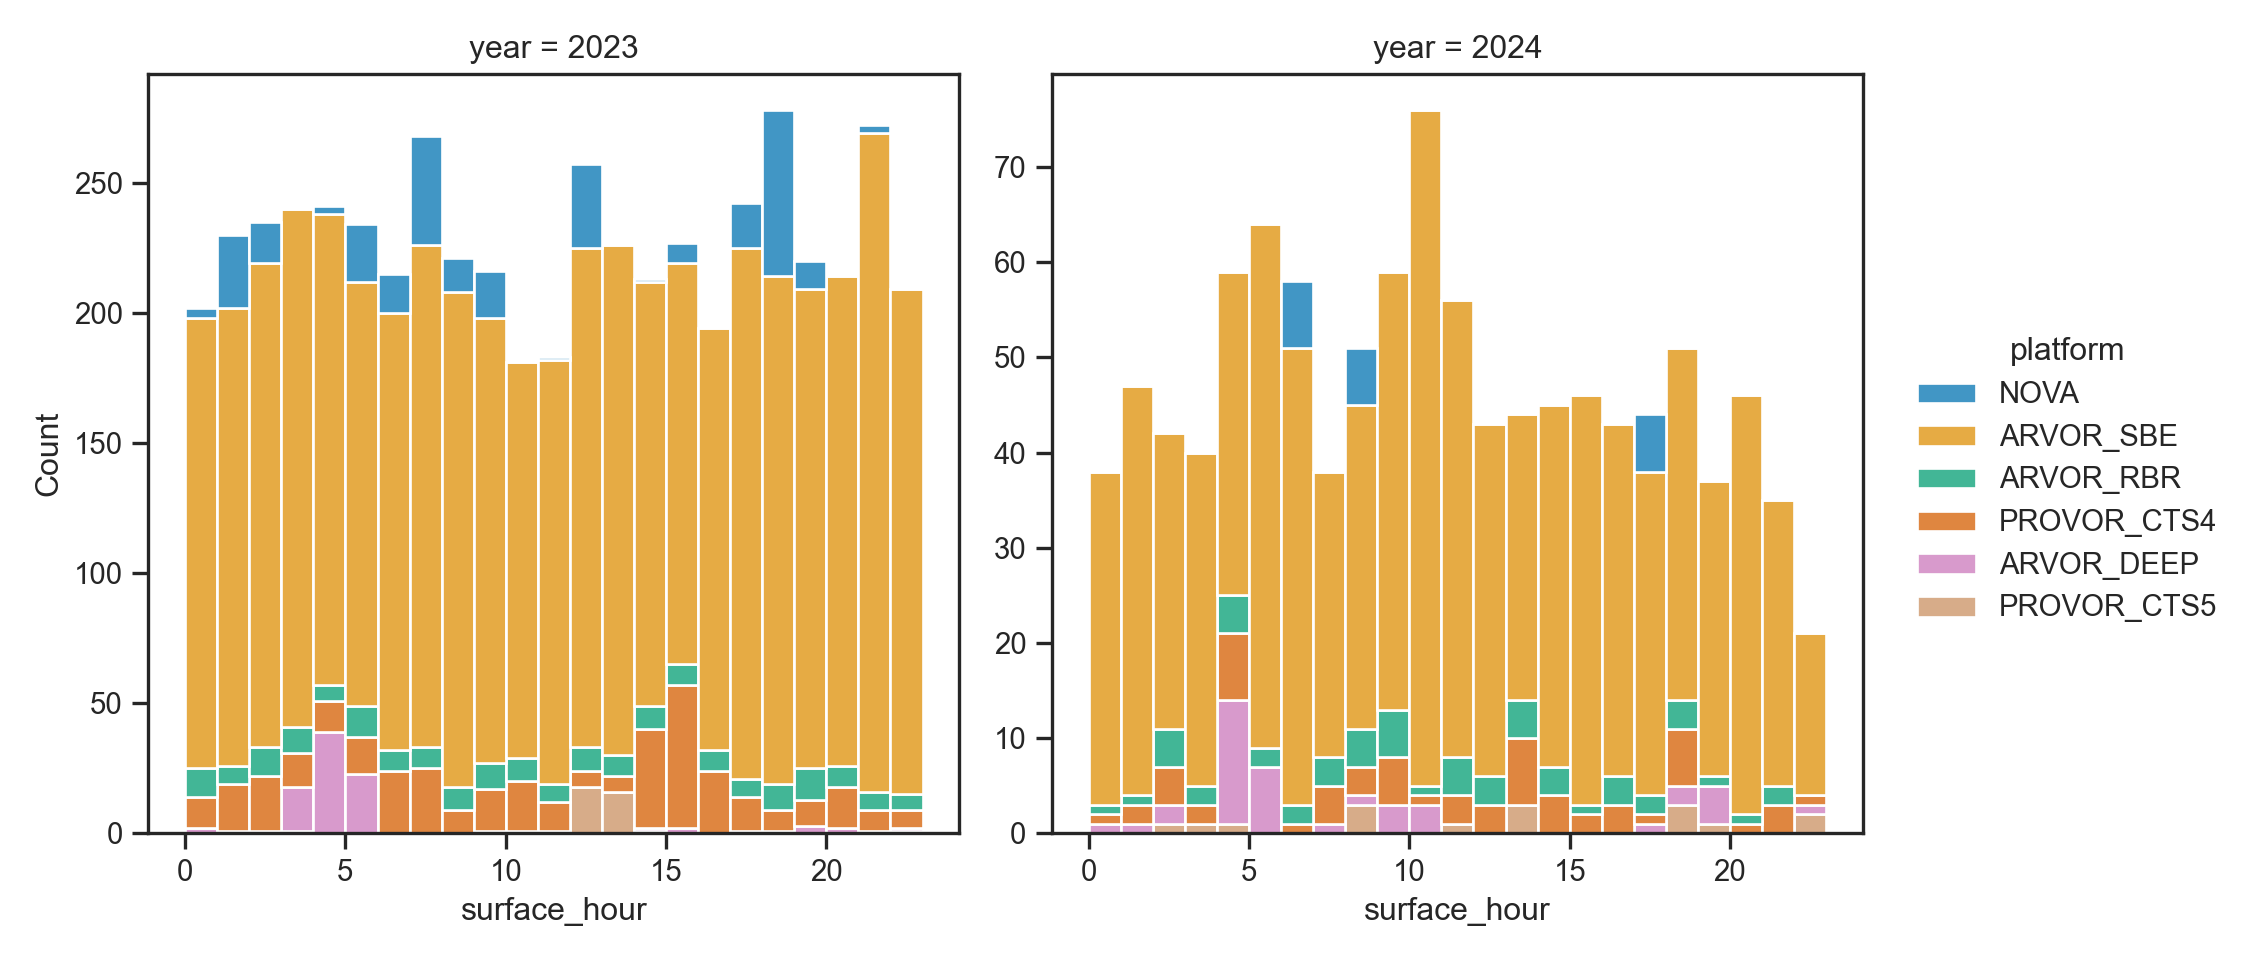 year = 2023
250
200
150
100
50
0
Count
0 5 10 15 20
surface_hour
year = 2024
70
60
50
40
30
20
10
0
0 5 10 15 20
surface_hour
platform
NOVA
ARVOR_SBE
ARVOR_RBR
PROVOR_CTS4
ARVOR_DEEP
PROVOR_CTS5